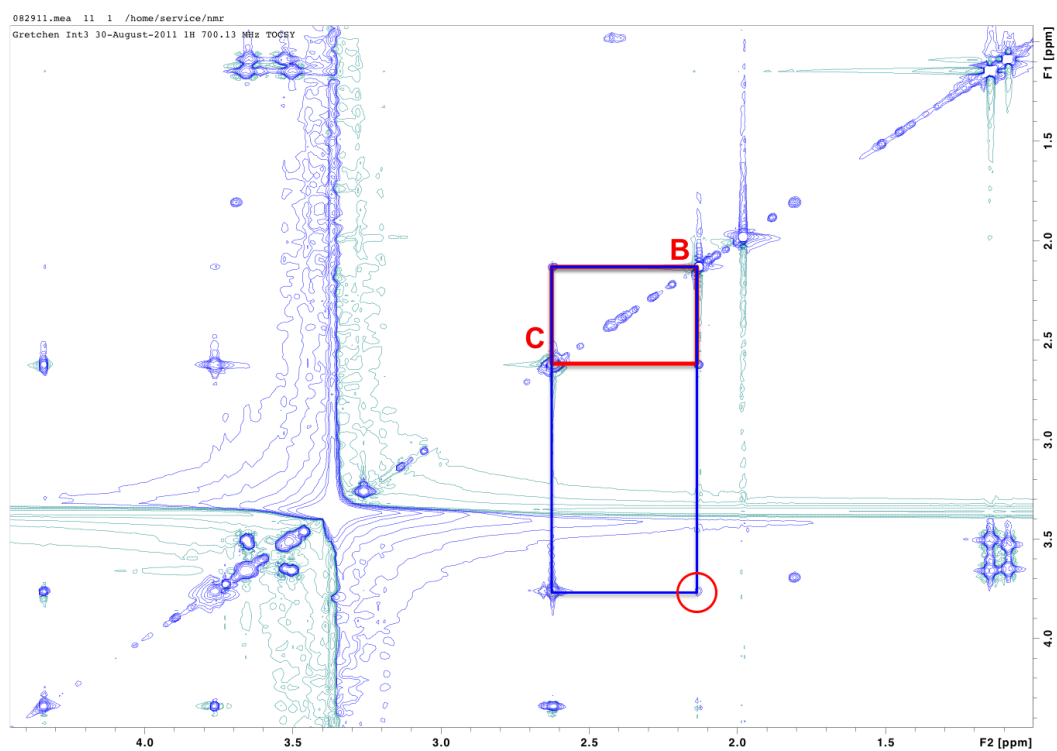 082911.mea 11 1 /home/service/nmr
Gretchen Int3 30-August-2011 1H 700.13 MHz TOCSY
F1 [ppm]
1.5
B
2.0
C
2.5
3.0
3.5
4.0
4.0 3.5 3.0 2.5 2.0 1.5 F2 [ppm]